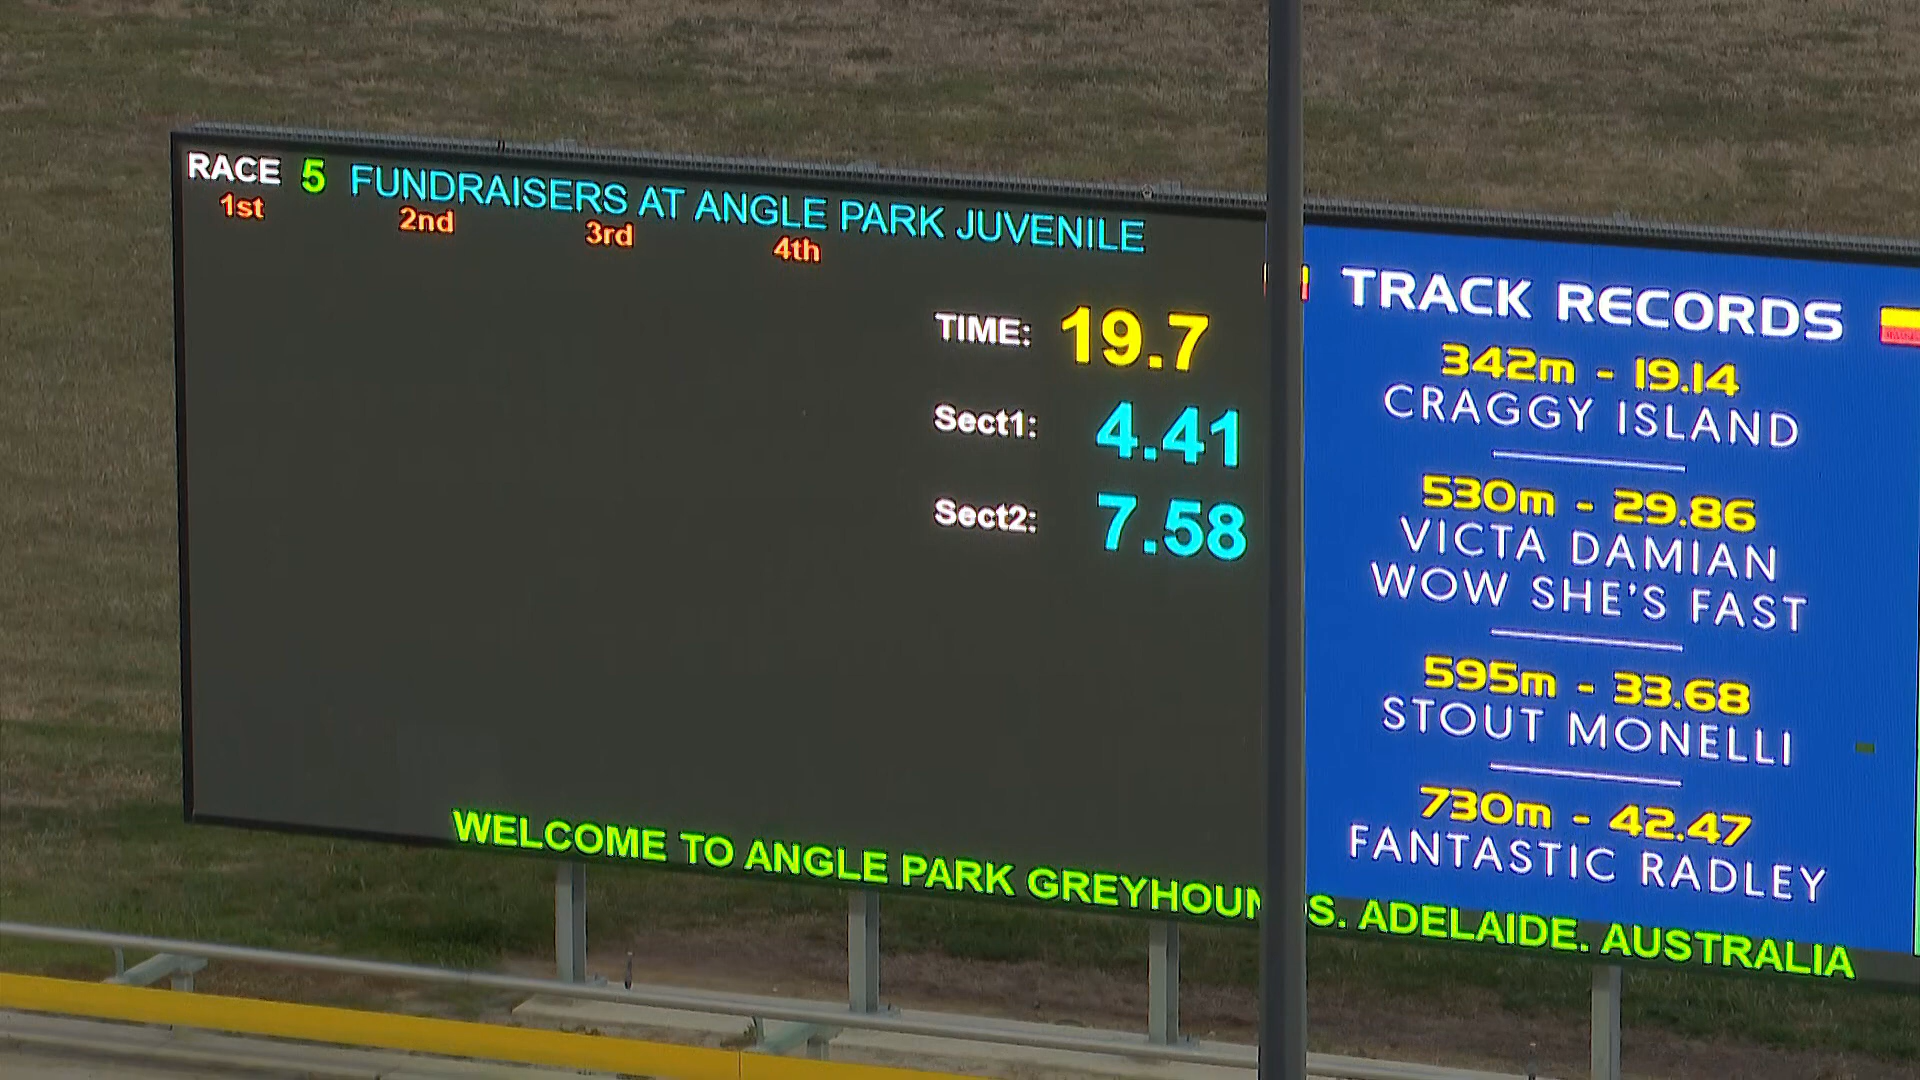 RACE 5 FUNDRAISERS AT ANGLE PARK JUVENILE
1st 2nd 3rd 4th
TIME: 19.7
Sect1: 4.41
Sect2: 7.58
TRACK RECORDS
342m - 19.14
CRAGGY ISLAND
530m - 29.86
VICTA DAMIAN
WOW SHE'S FAST
595m - 33.68
STOUT MONELLI
730m - 42.47
FANTASTIC RADLEY
WELCOME TO ANGLE PARK GREYHOUNDS. ADELAIDE. AUSTRALIA